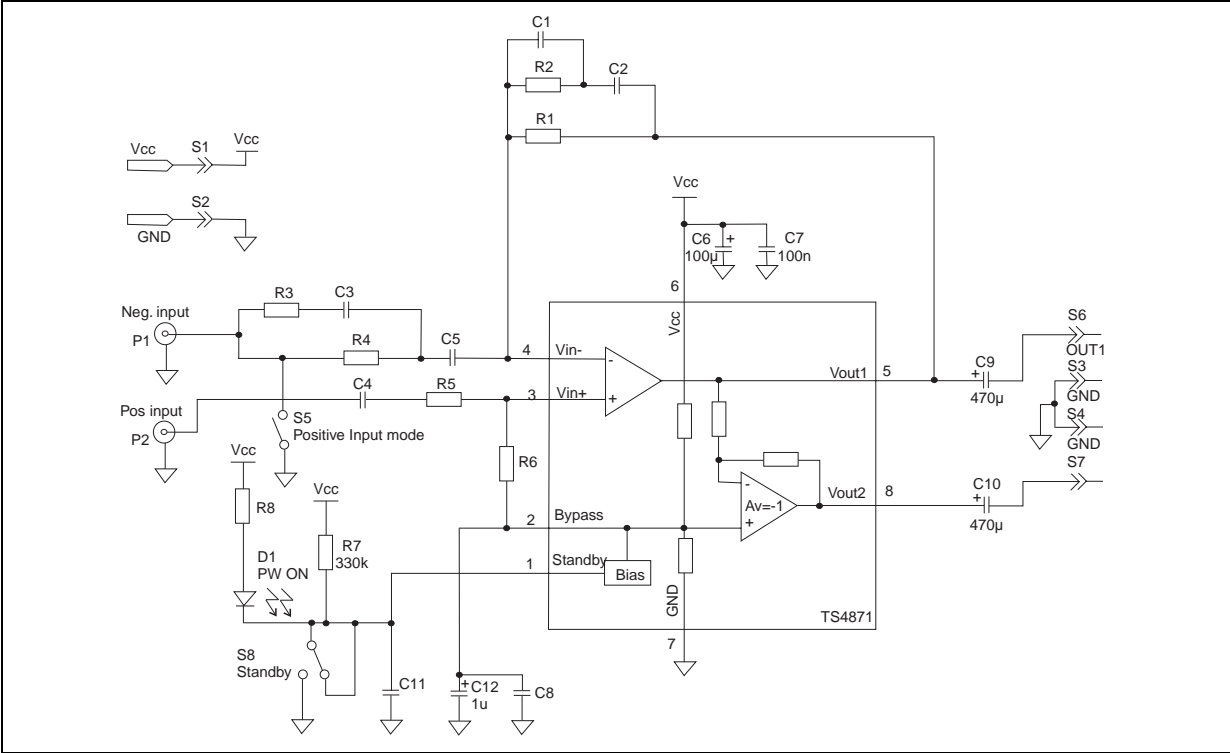 C1
R2
C2
R1
Vcc
S1
Vcc
S2
GND
Vcc
C6
+
100µ
C7
100n
6
Vcc
Neg. input
P1
R3
C3
R4
C5
4
Vin-
-
+
Vout1
5
S6
OUT1
C9
+
470µ
S3
GND
S4
GND
Pos input
P2
C4
R5
3
Vin+
S5
Positive Input mode
R6
S7
C10
+
470µ
8
Vout2
-
Av=-1
+
2
Bypass
1
Standby
Bias
GND
TS4871
7
Vcc
R8
Vcc
R7
330k
D1
PW ON
S8
Standby
C11
+
C12
1u
C8